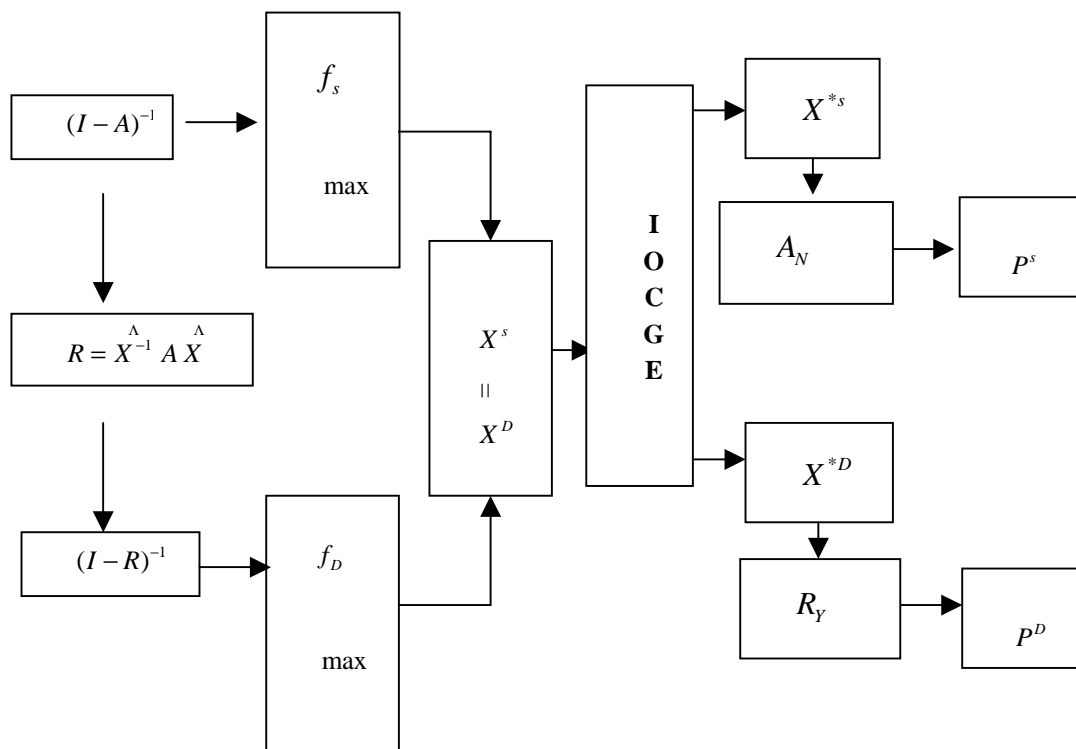 (I − A)⁻¹
f_s
max
R = X̂⁻¹ A X̂
(I − R)⁻¹
f_D
max
X^s
=
X^D
I
O
C
G
E
X^{*s}
A_N
P^s
X^{*D}
R_Y
P^D